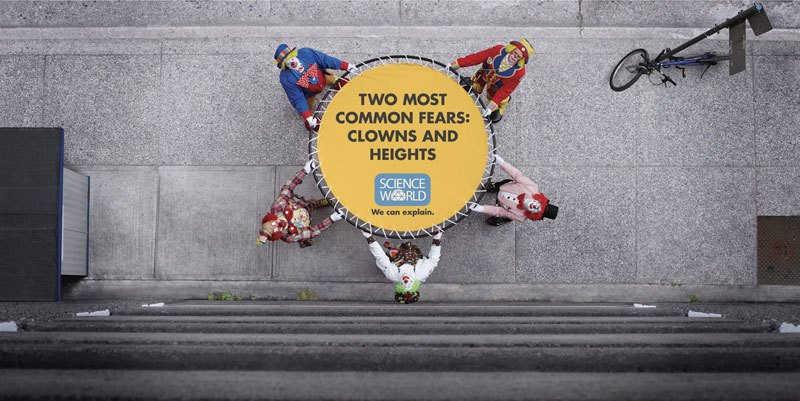 TWO MOST
COMMON FEARS:
CLOWNS AND
HEIGHTS
SCIENCE
WORLD
We can explain.